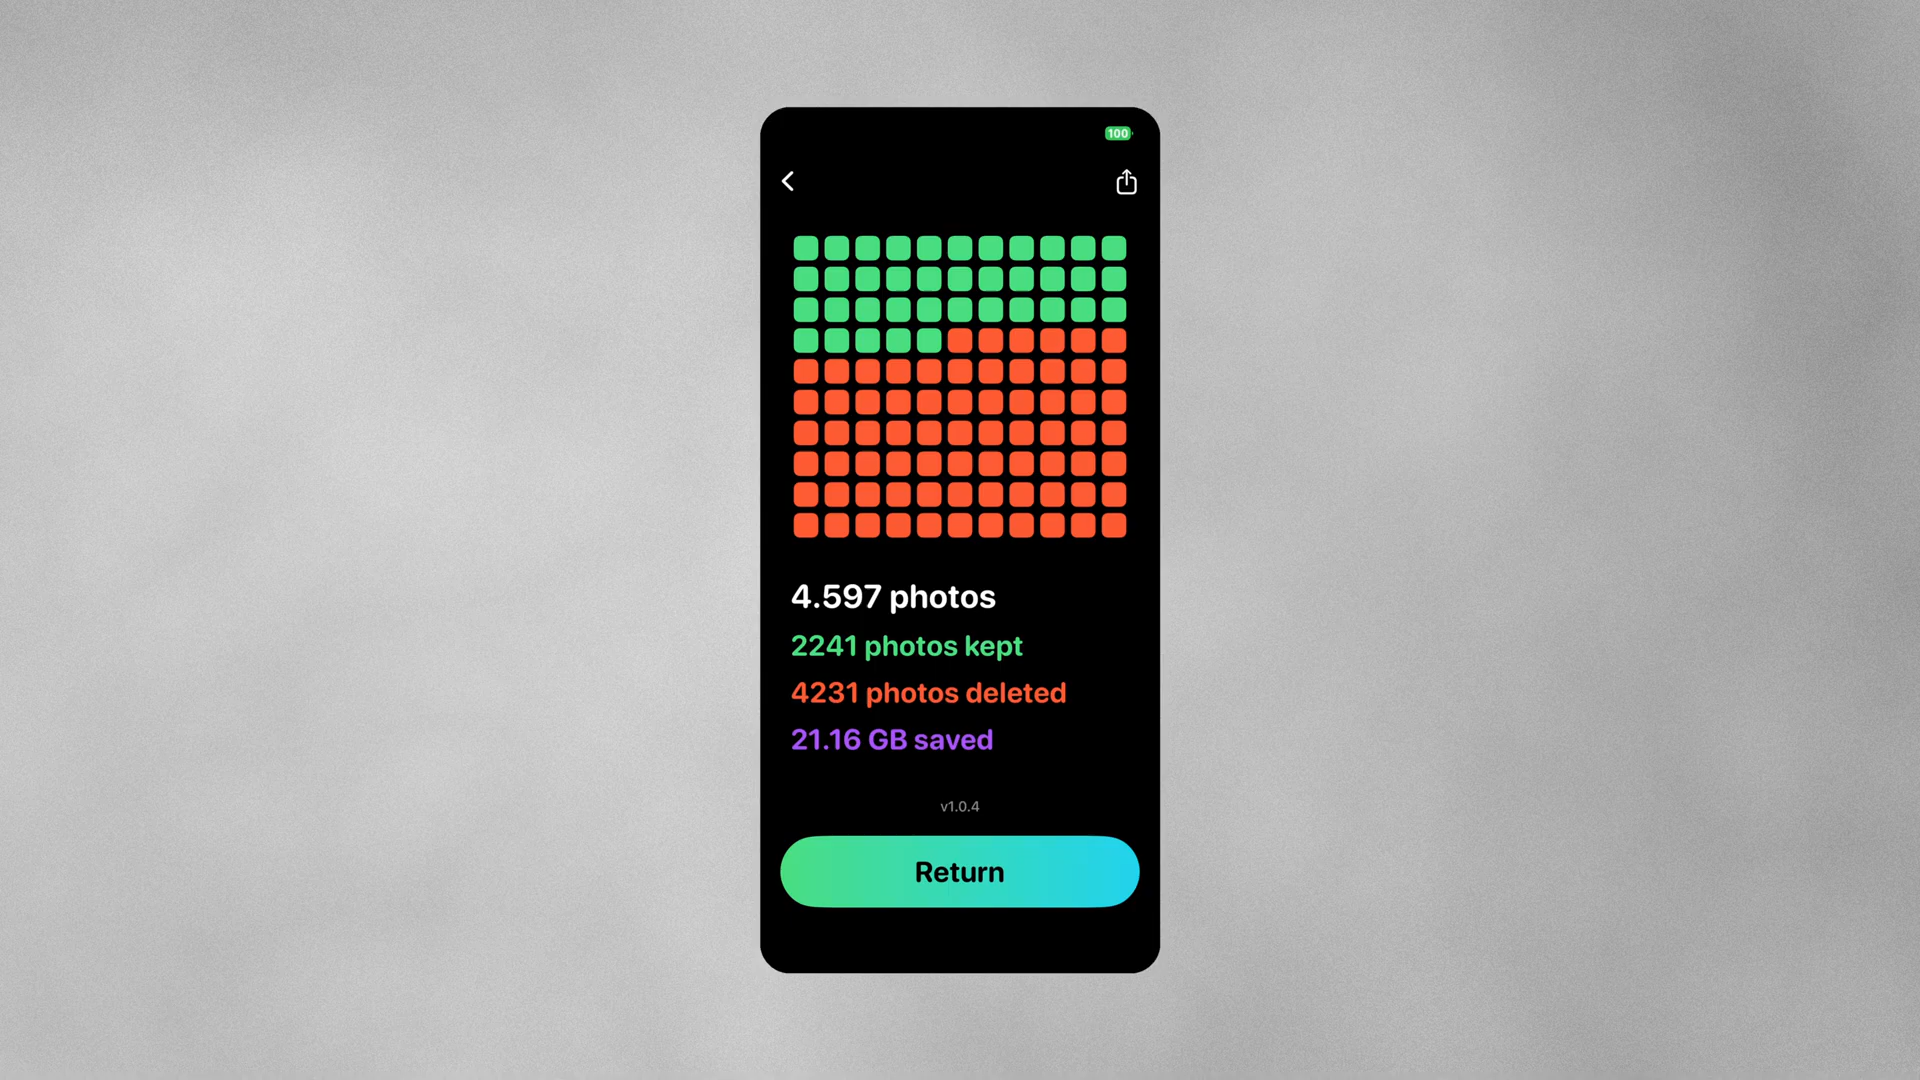 100
4.597 photos
2241 photos kept
4231 photos deleted
21.16 GB saved
v1.0.4
Return